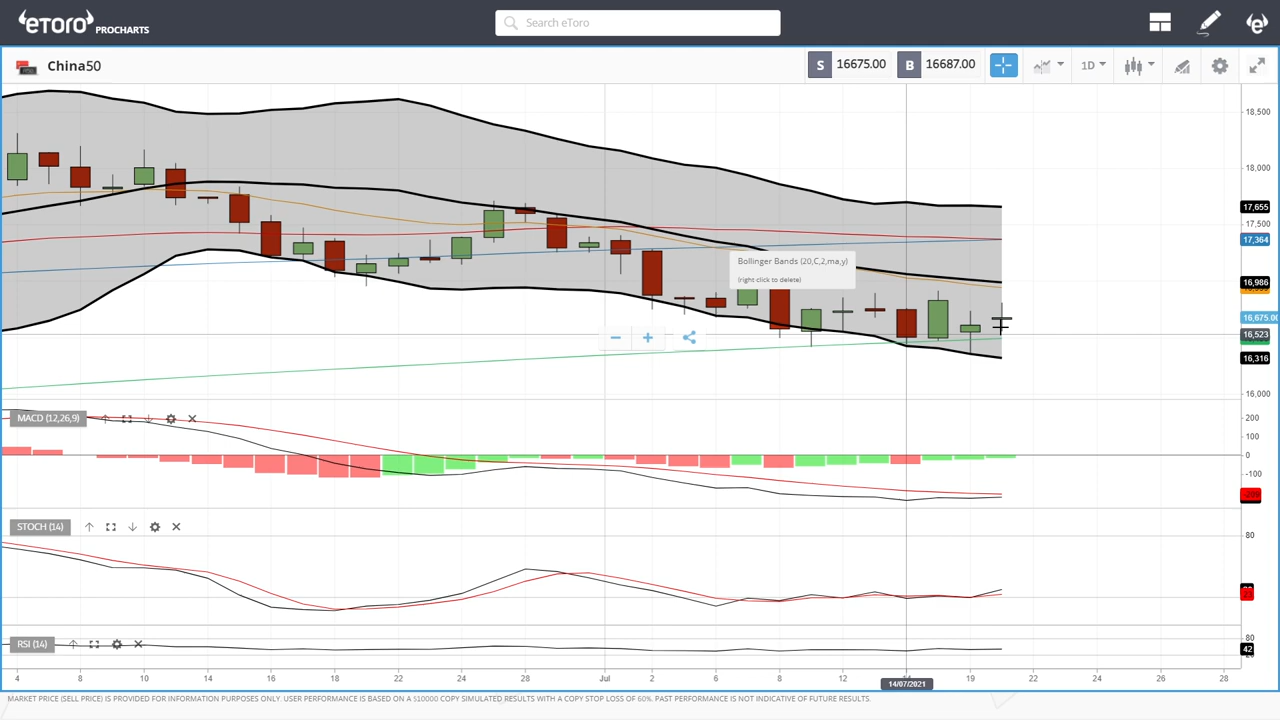 eToro PROCHARTS
Search eToro
China50
S 16675.00 B 16687.00 1D
18,500
18,000
17,655
17,500
17,364
Bollinger Bands (20,C,2,ma,y)
(right click to delete)
16,986
16,675.00
16,523
16,316
16,000
MACD (12,26,9)
200
100
0
-100
STOCH (14)
80
RSI (14)
80
42
4 8 10 14 16 18 22 24 28 Jul 2 6 8 12 19 22 24 26 28
14/07/2021
MARKET PRICE (SELL PRICE) IS PROVIDED FOR INFORMATION PURPOSES ONLY. USER PERFORMANCE IS BASED ON A $10000 COPY SIMULATED RESULTS WITH A COPY STOP LOSS OF 60%. PAST PERFORMANCE IS NOT INDICATIVE OF FUTURE RESULTS.